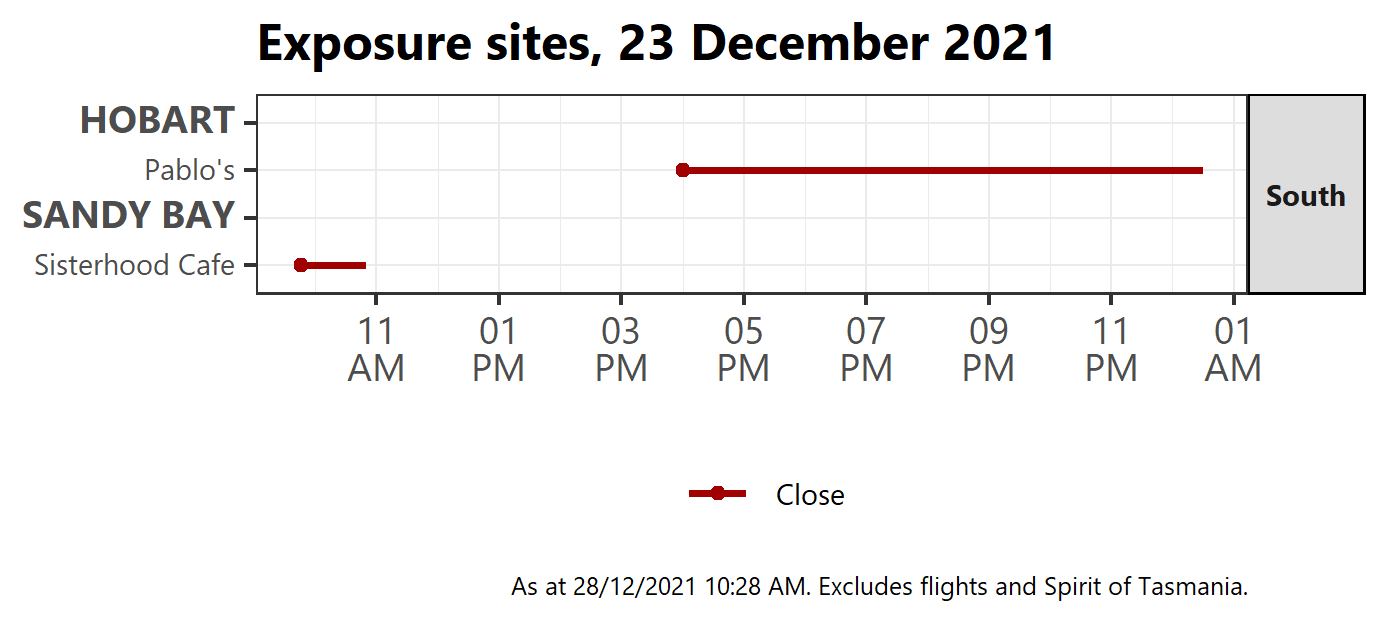 Exposure sites, 23 December 2021
HOBART
Pablo's
SANDY BAY
Sisterhood Cafe
South
11 AM
01 PM
03 PM
05 PM
07 PM
09 PM
11 PM
01 AM
Close
As at 28/12/2021 10:28 AM. Excludes flights and Spirit of Tasmania.